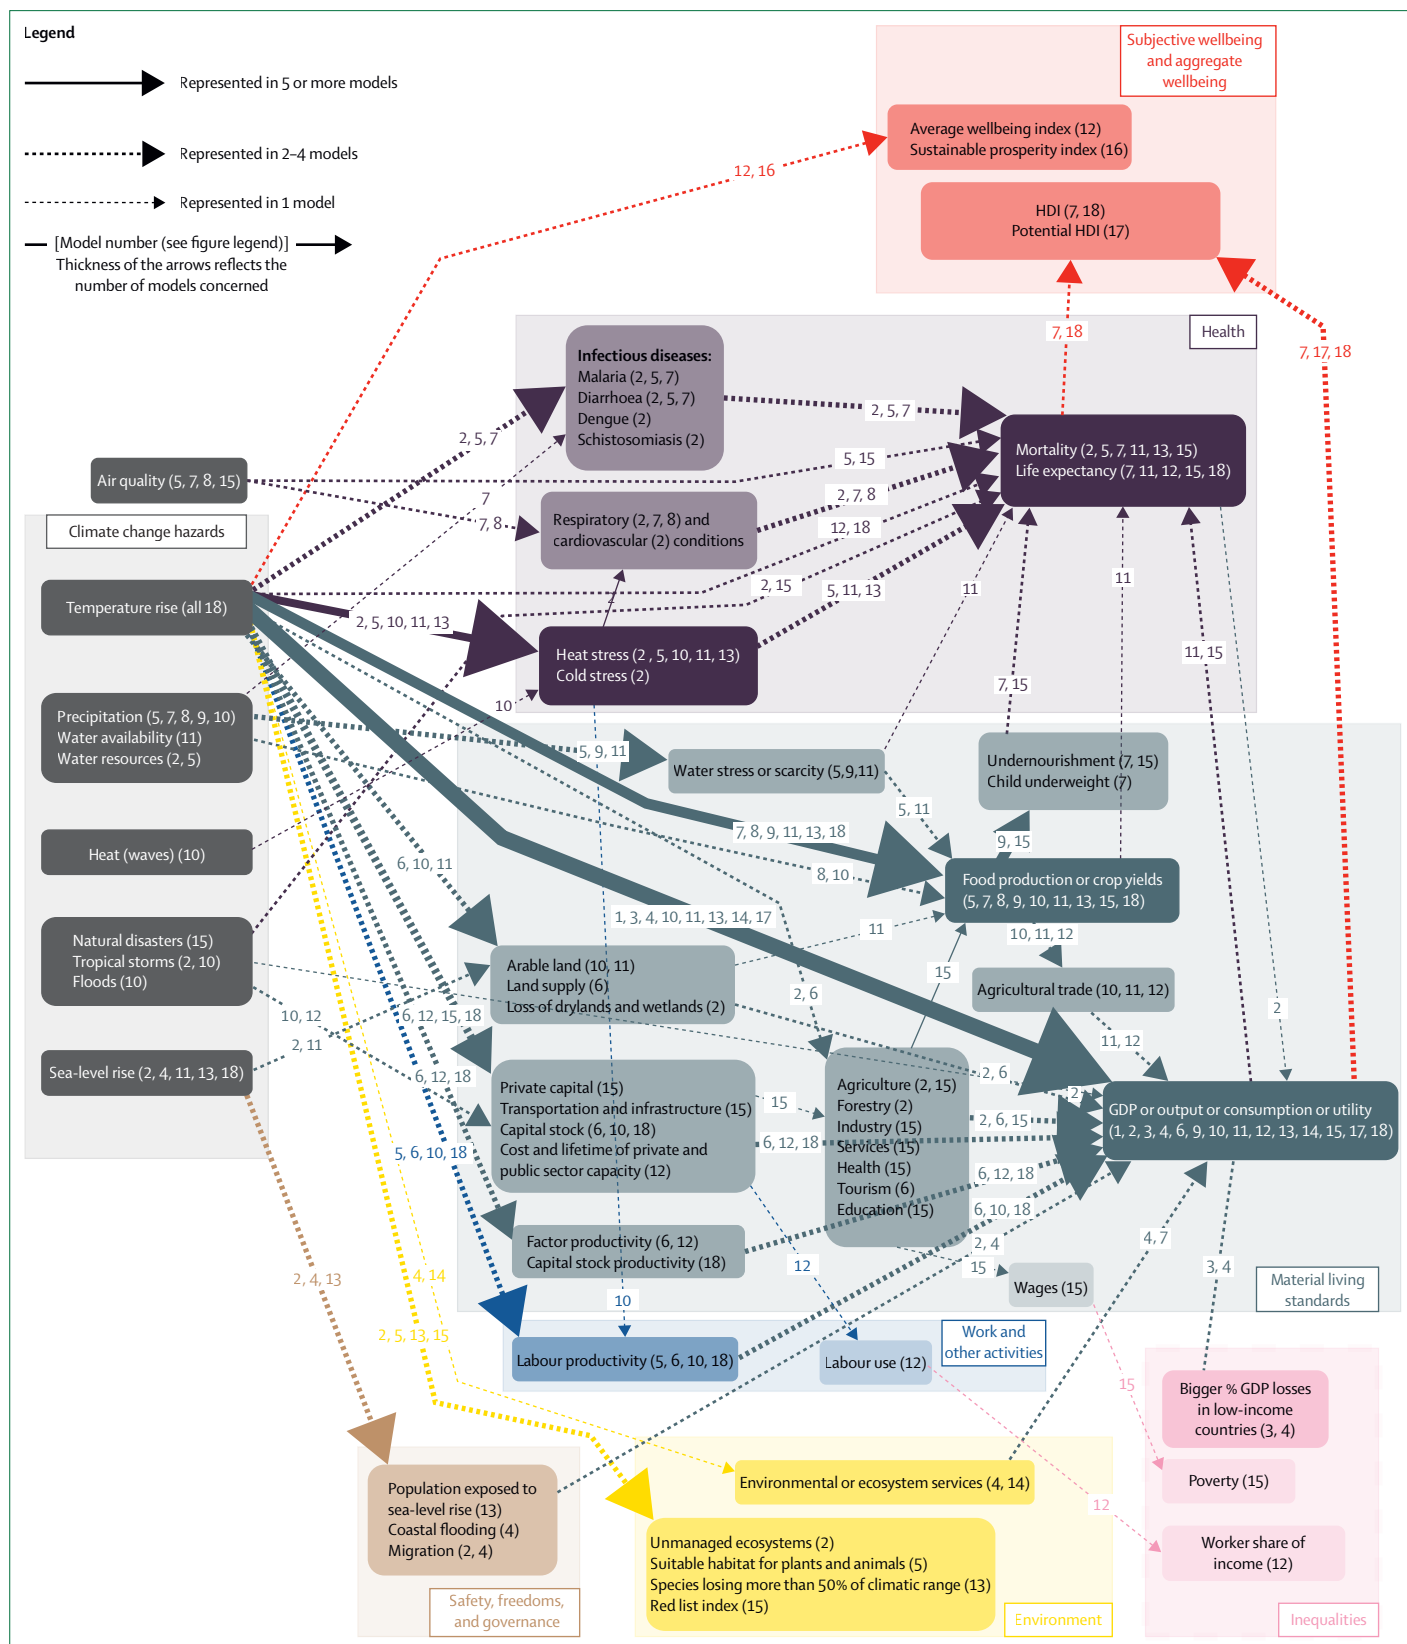 Legend
Represented in 5 or more models
Represented in 2–4 models
Represented in 1 model
[Model number (see figure legend)]
Thickness of the arrows reflects the
number of models concerned
Subjective wellbeing
and aggregate
wellbeing
Average wellbeing index (12)
Sustainable prosperity index (16)
12, 16
HDI (7, 18)
Potential HDI (17)
7, 18
7, 17, 18
Health
Infectious diseases:
Malaria (2, 5, 7)
Diarrhoea (2, 5, 7)
Dengue (2)
Schistosomiasis (2)
2, 5, 7
2, 5, 7
Mortality (2, 5, 7, 11, 13, 15)
Life expectancy (7, 11, 12, 15, 18)
5, 15
Air quality (5, 7, 8, 15)
7
2, 7, 8
7, 8
12, 18
Respiratory (2, 7, 8) and
cardiovascular (2) conditions
Climate change hazards
2, 15
5, 11, 13
11
11
2
Temperature rise (all 18)
2, 5, 10, 11, 13
Heat stress (2 , 5, 10, 11, 13)
Cold stress (2)
11, 15
7, 15
10
Precipitation (5, 7, 8, 9, 10)
Water availability (11)
Water resources (2, 5)
5, 9, 11
Water stress or scarcity (5,9,11)
Undernourishment (7, 15)
Child underweight (7)
5, 11
7, 8, 9, 11, 13, 18
9, 15
Heat (waves) (10)
6, 10, 11
8, 10
Food production or crop yields
(5, 7, 8, 9, 10, 11, 13, 15, 18)
1, 3, 4, 10, 11, 13, 14, 17
11
10, 11, 12
Natural disasters (15)
Tropical storms (2, 10)
Floods (10)
Arable land (10, 11)
Land supply (6)
Loss of drylands and wetlands (2)
15
2, 6
Agricultural trade (10, 11, 12)
2
10, 12
6, 12, 15, 18
2, 11
11, 12
Sea-level rise (2, 4, 11, 13, 18)
6, 12, 18
2, 6
2
Private capital (15)
Transportation and infrastructure (15)
Capital stock (6, 10, 18)
Cost and lifetime of private and
public sector capacity (12)
15
6, 12, 18
Agriculture (2, 15)
Forestry (2)
Industry (15)
Services (15)
Health (15)
Tourism (6)
Education (15)
2, 6, 15
GDP or output or consumption or utility
(1, 2, 3, 4, 6, 9, 10, 11, 12, 13, 14, 15, 17, 18)
5, 6, 10, 18
6, 12, 18
6, 10, 18
2, 4
4, 7
Factor productivity (6, 12)
Capital stock productivity (18)
12
15
3, 4
2, 4, 13
4, 14
Wages (15)
Material living
standards
10
2, 5, 13, 15
Labour productivity (5, 6, 10, 18)
Labour use (12)
Work and
other activities
15
Bigger % GDP losses
in low-income
countries (3, 4)
Poverty (15)
12
Worker share of
income (12)
Inequalities
Population exposed to
sea-level rise (13)
Coastal flooding (4)
Migration (2, 4)
Safety, freedoms,
and governance
Environmental or ecosystem services (4, 14)
Unmanaged ecosystems (2)
Suitable habitat for plants and animals (5)
Species losing more than 50% of climatic range (13)
Red list index (15)
Environment